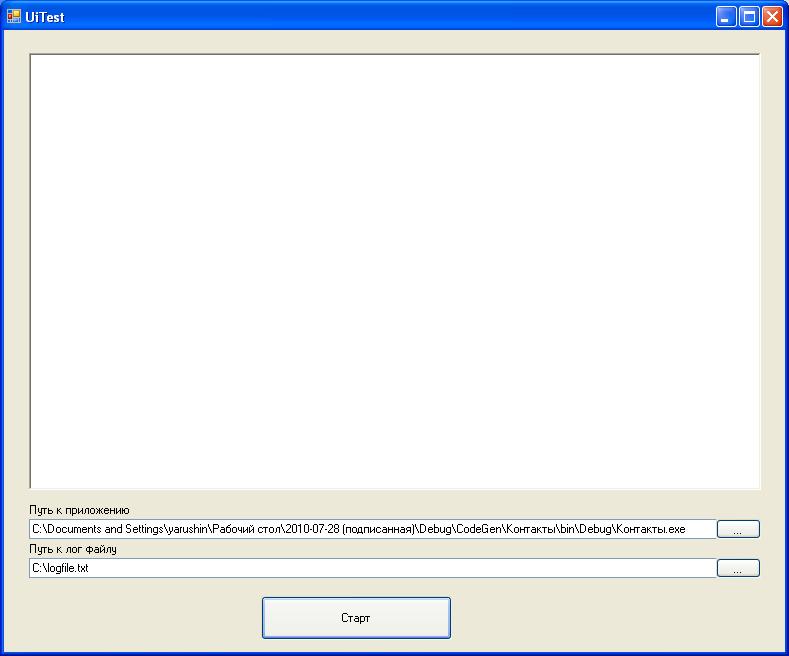 UiTest
Путь к приложению
C:\Documents and Settings\yarushin\Рабочий стол\2010-07-28 (подписанная)\Debug\CodeGen\Контакты\bin\Debug\Контакты.exe
...
Путь к лог файлу
C:\logfile.txt
...
Старт